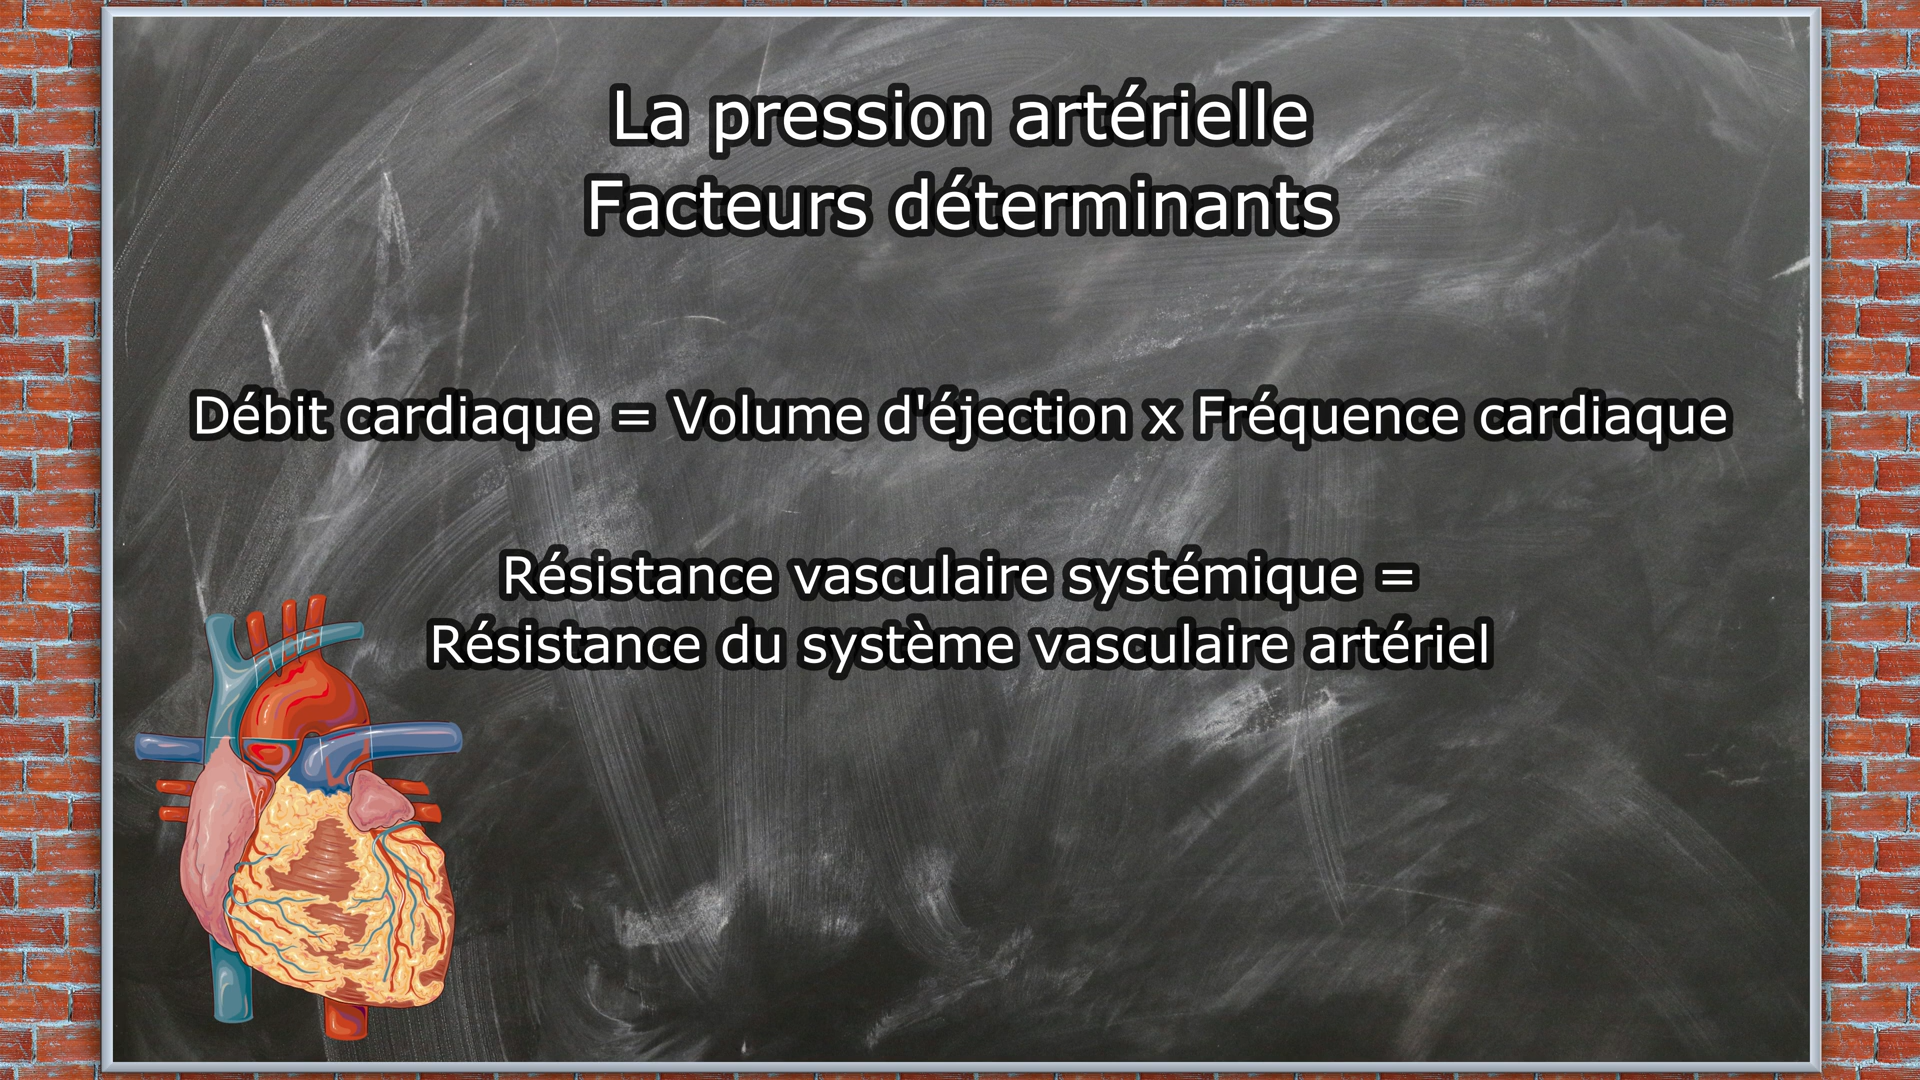 La pression artérielle
Facteurs déterminants
Débit cardiaque = Volume d'éjection x Fréquence cardiaque
Résistance vasculaire systémique =
Résistance du système vasculaire artériel